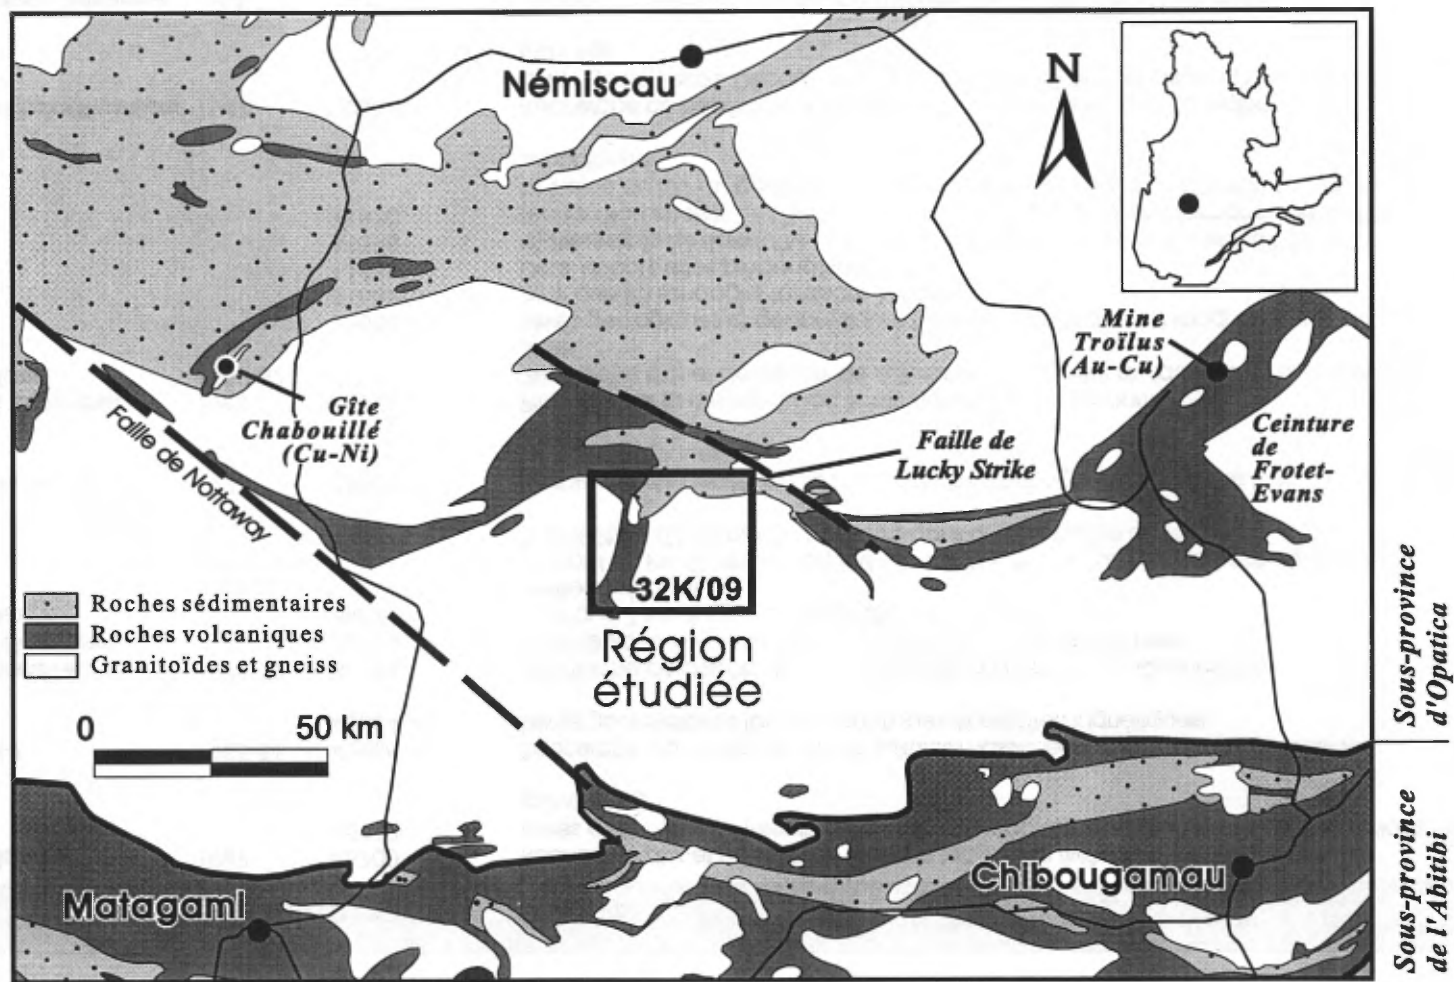 Némiscau
N
Mine
Troïlus
(Au-Cu)
Gîte
Chabouillé
(Cu-Ni)
Faille de Nottaway
Faille de
Lucky Strike
Ceinture
de
Frotet-
Evans
32K/09
Région
étudiée
Roches sédimentaires
Roches volcaniques
Granitoïdes et gneiss
0
50 km
Sous-province
d'Opatica
Matagami
Chibougamau
Sous-province
de l'Abitibi